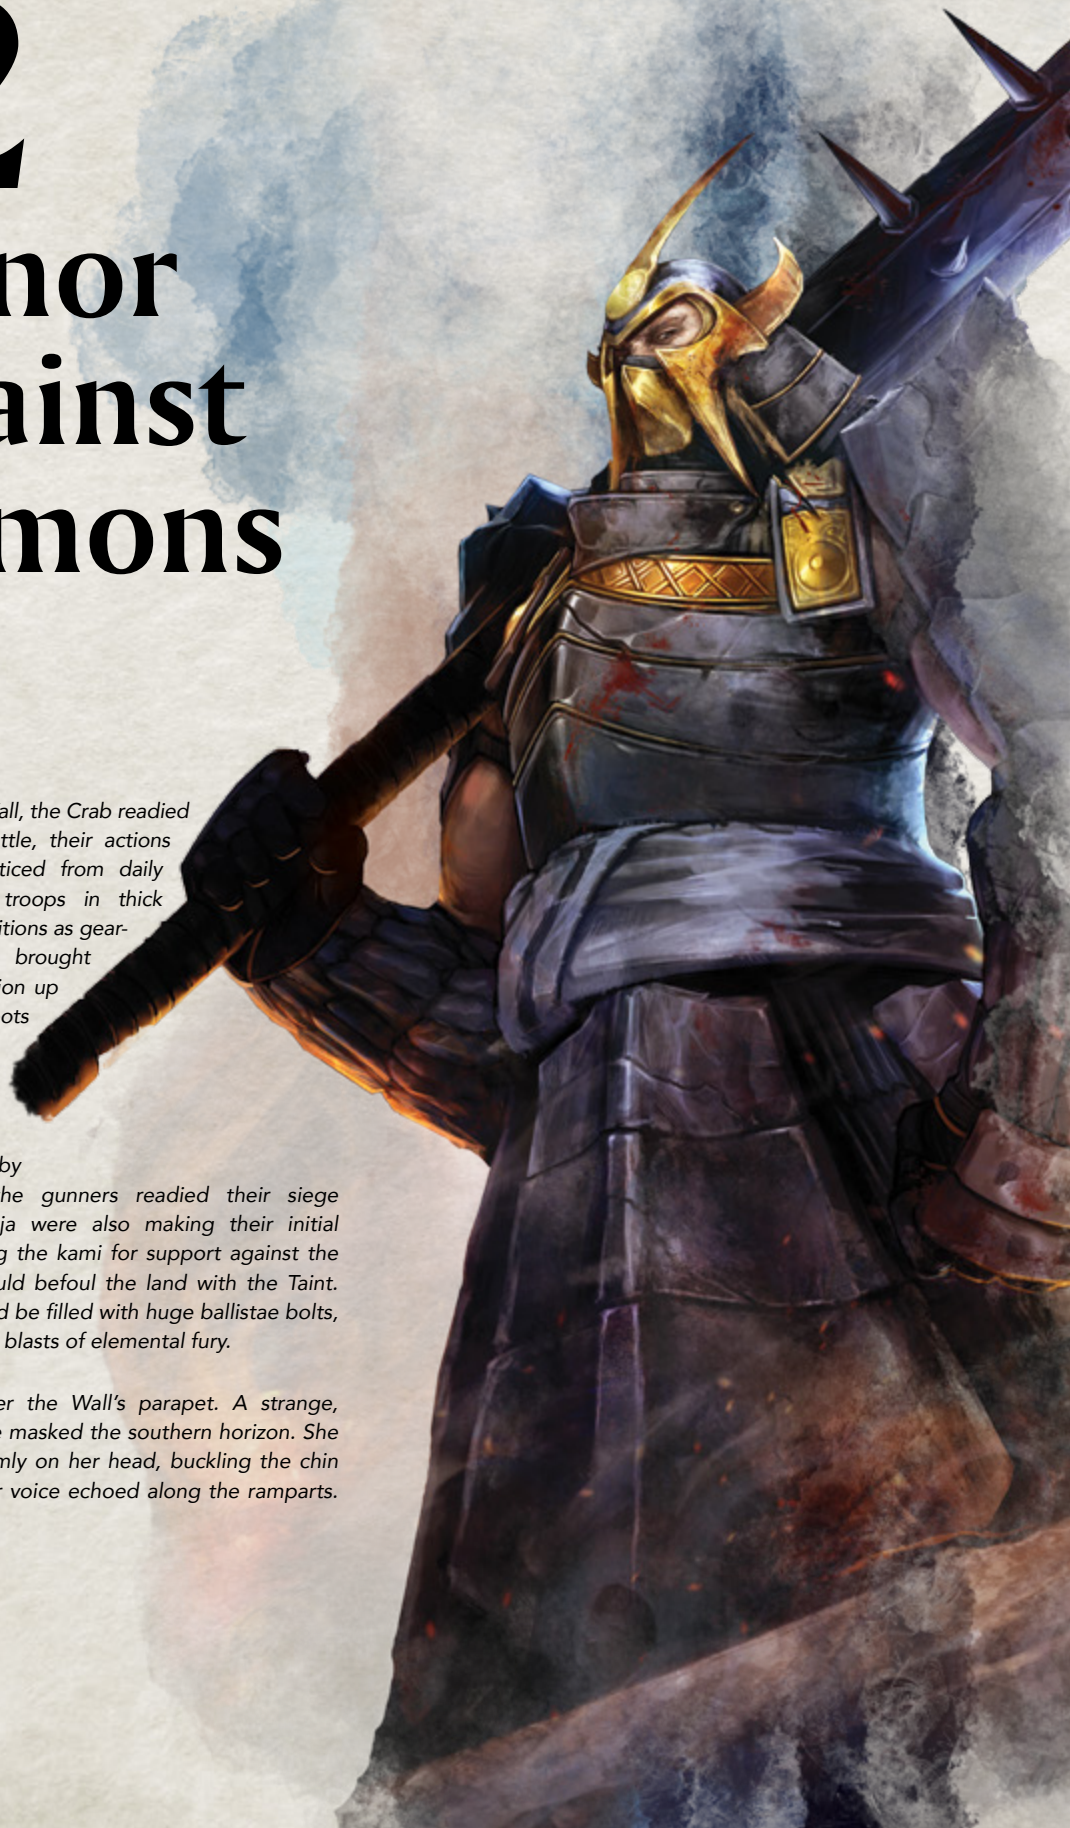 2
nor
ainst
mons
all, the Crab readied
ttle, their actions
ticed from daily
troops in thick
itions as gear-
brought
ion up
ots
by
he gunners readied their siege
ja were also making their initial
g the kami for support against the
uld befoul the land with the Taint.
d be filled with huge ballistae bolts,
blasts of elemental fury.
er the Wall’s parapet. A strange,
e masked the southern horizon. She
mly on her head, buckling the chin
r voice echoed along the ramparts.